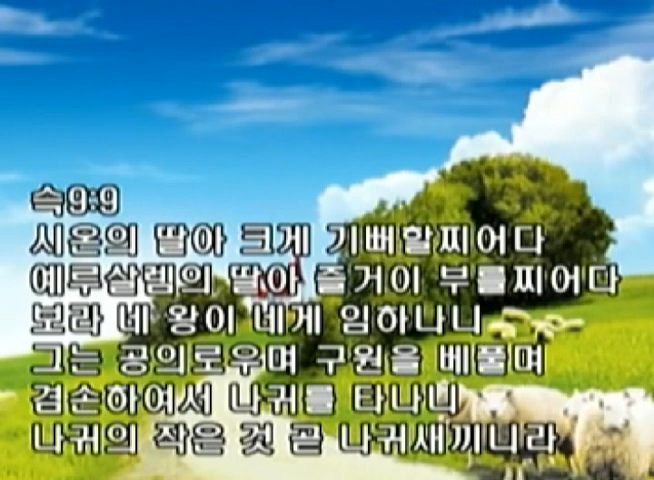 슥9:9
시온의 딸아 크게 기뻐할찌어다
예루살렘의 딸아 즐거이 부를찌어다
보라 네 왕이 네게 임하나니
그는 공의로우며 구원을 베풀며
겸손하여서 나귀를 타나니
나귀의 작은 것 곧 나귀새끼니라